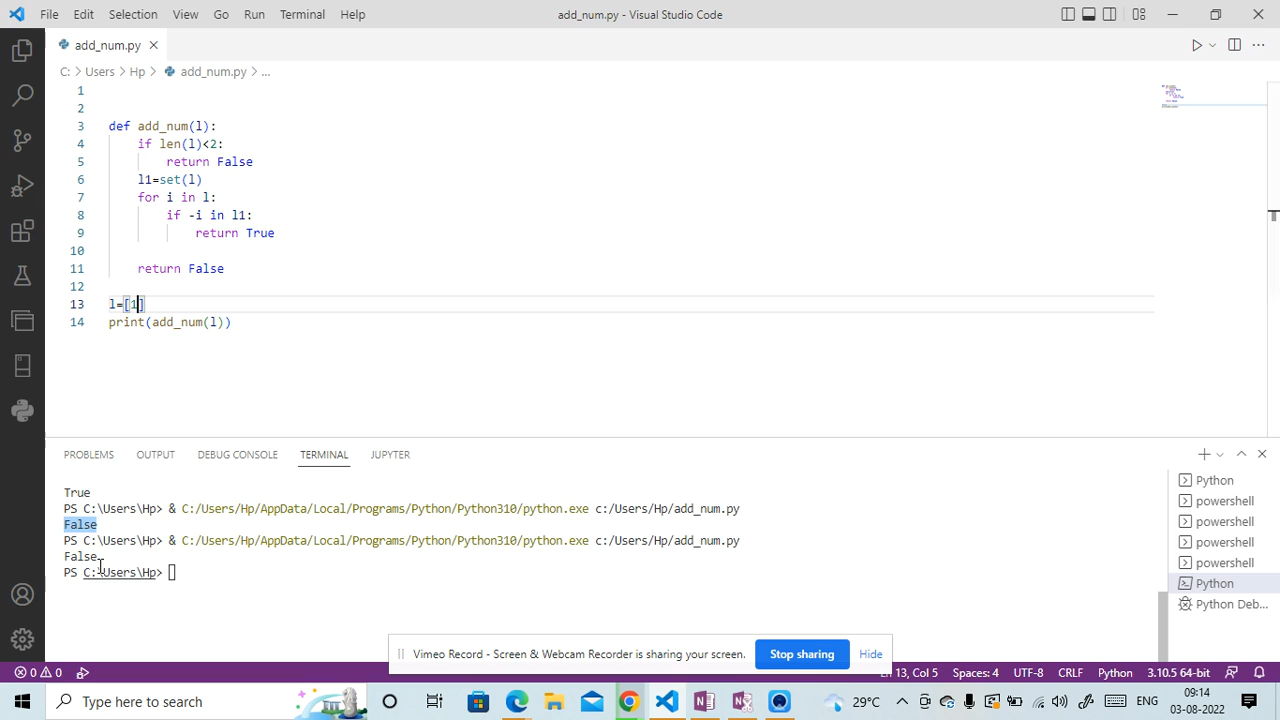 File Edit Selection View Go Run Terminal Help
add_num.py - Visual Studio Code
add_num.py
C: > Users > Hp > add_num.py > ...
1
2
3 def add_num(l):
4 if len(l)<2:
5 return False
6 l1=set(l)
7 for i in l:
8 if -i in l1:
9 return True
10
11 return False
12
13 l=[1]
14 print(add_num(l))
PROBLEMS OUTPUT DEBUG CONSOLE TERMINAL JUPYTER
True
PS C:\Users\Hp> & C:/Users/Hp/AppData/Local/Programs/Python/Python310/python.exe c:/Users/Hp/add_num.py
False
PS C:\Users\Hp> & C:/Users/Hp/AppData/Local/Programs/Python/Python310/python.exe c:/Users/Hp/add_num.py
False
PS C:\Users\Hp>
Python
powershell
powershell
powershell
powershell
Python
Python Deb...
Vimeo Record - Screen & Webcam Recorder is sharing your screen. Stop sharing Hide
0 0 Ln 13, Col 5 Spaces: 4 UTF-8 CRLF Python 3.10.5 64-bit
Type here to search
29°C ENG 09:14
03-08-2022